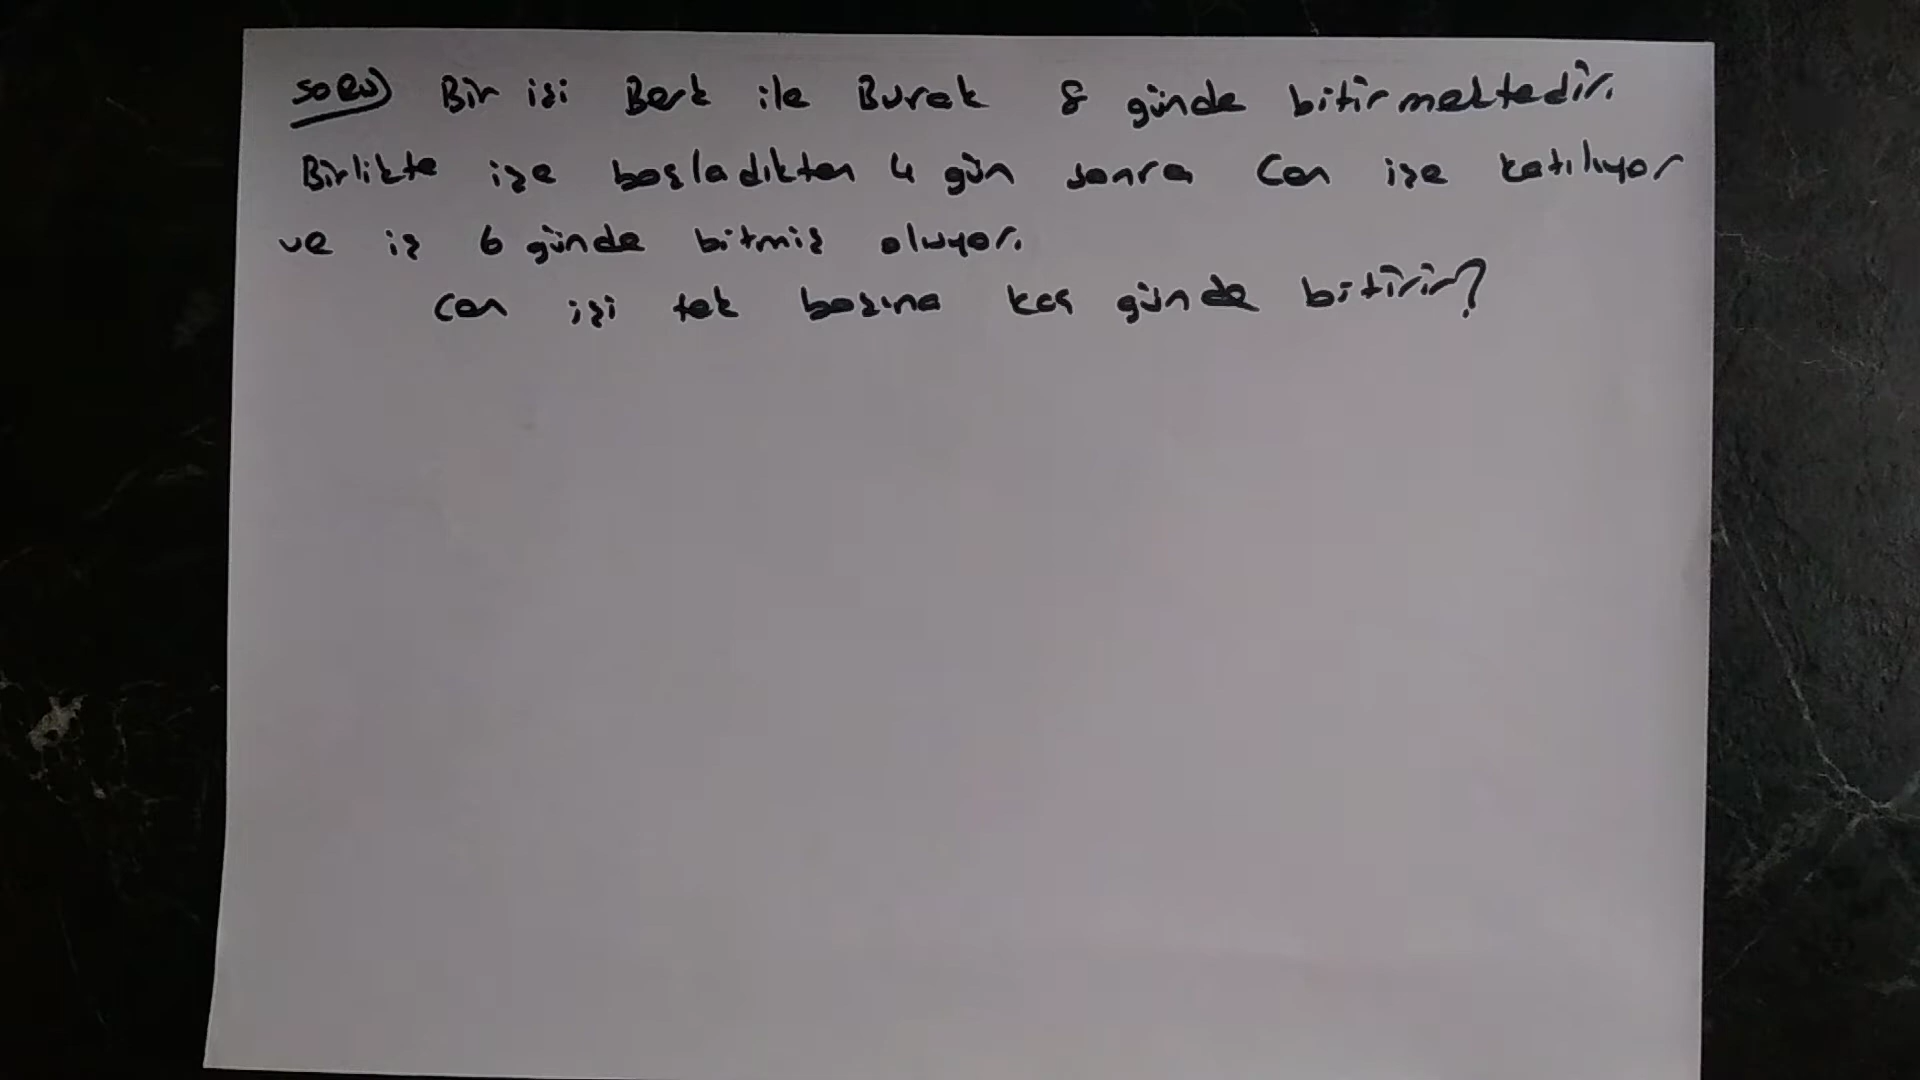 Soru) Bir işi Berk ile Burak 8 günde bitirmektedir.
Birlikte işe başladıktan 4 gün sonra Can işe katılıyor
ve iş 6 günde bitmiş oluyor.
Can işi tek başına kaç günde bitirir?